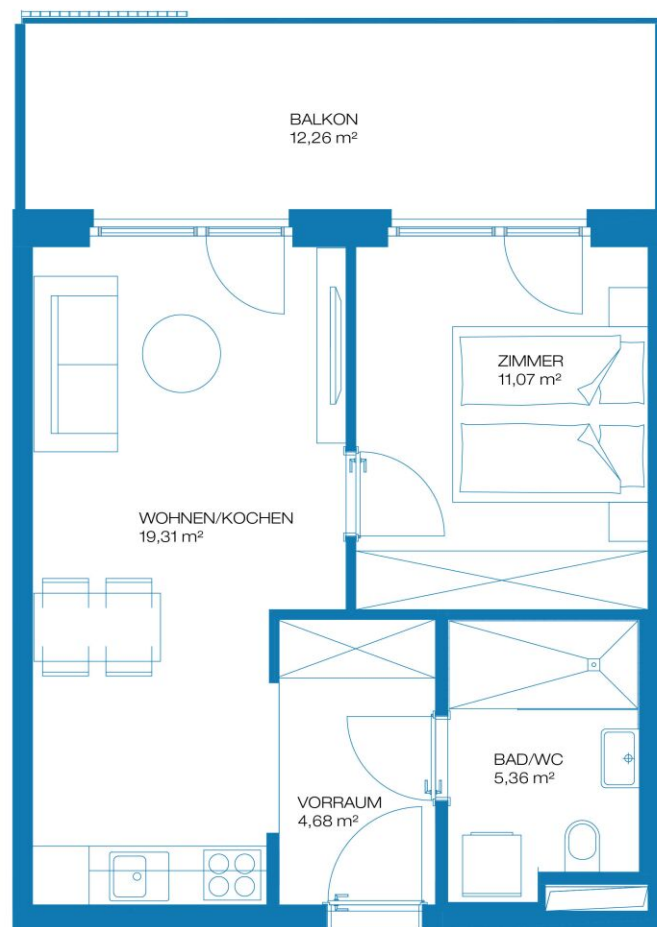 BALKON
12,26 m²
ZIMMER
11,07 m²
WOHNEN/KOCHEN
19,31 m²
BAD/WC
5,36 m²
VORRAUM
4,68 m²